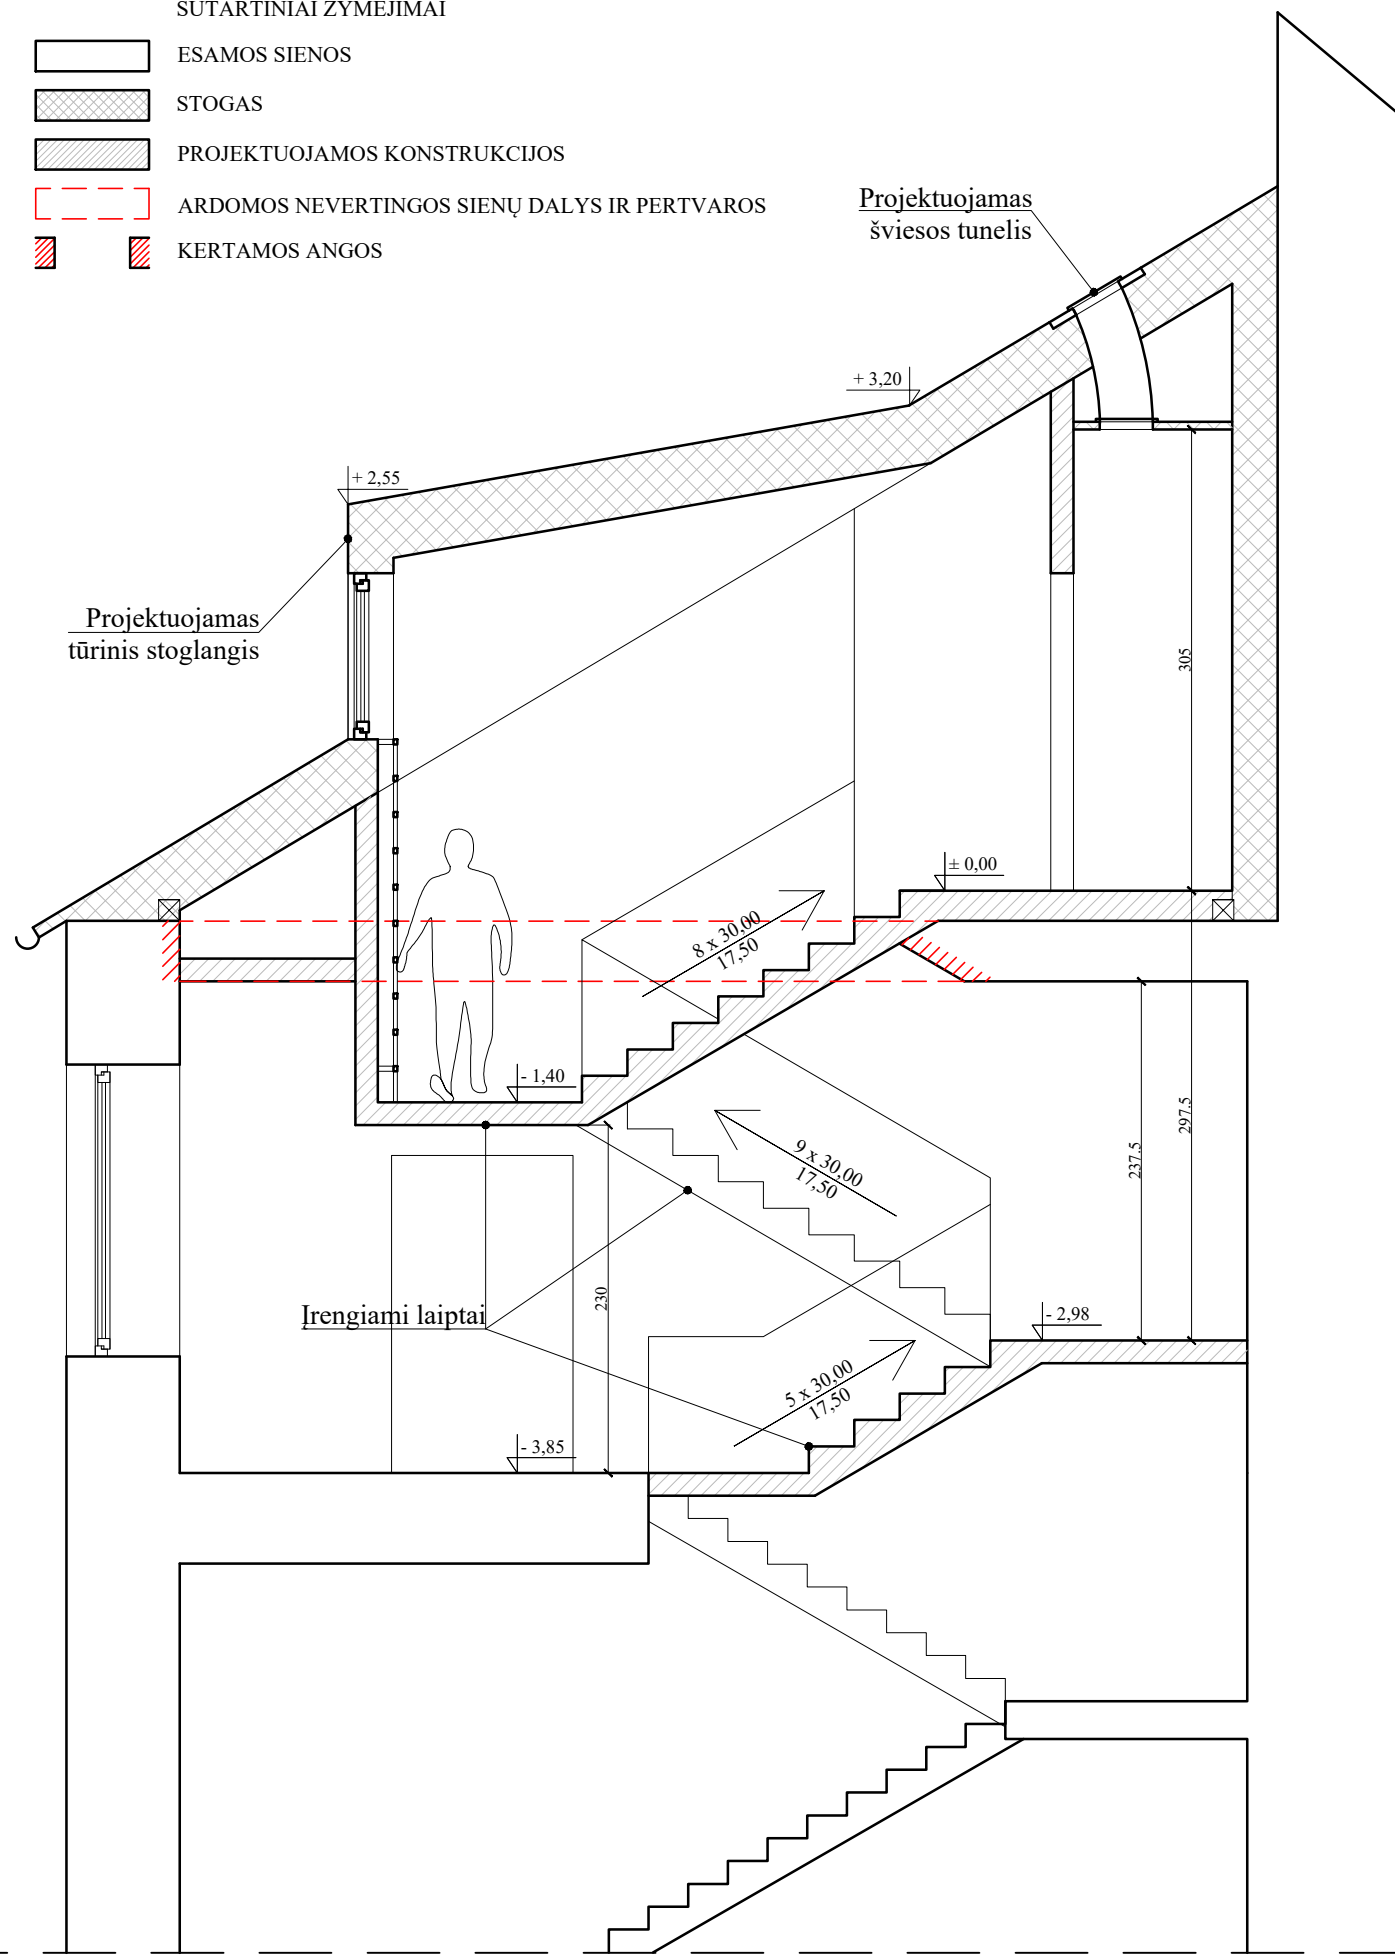 SUTARTINIAI ŽYMĖJIMAI
ESAMOS SIENOS
STOGAS
PROJEKTUOJAMOS KONSTRUKCIJOS
ARDOMOS NEVERTINGOS SIENŲ DALYS IR PERTVAROS
KERTAMOS ANGOS
Projektuojamas
šviesos tunelis
+ 3,20
+ 2,55
Projektuojamas
tūrinis stoglangis
305
± 0,00
8 x 30,00
17,50
- 1,40
9 x 30,00
17,50
237.5
297.5
230
Įrengiami laiptai
- 2,98
5 x 30,00
17,50
- 3,85